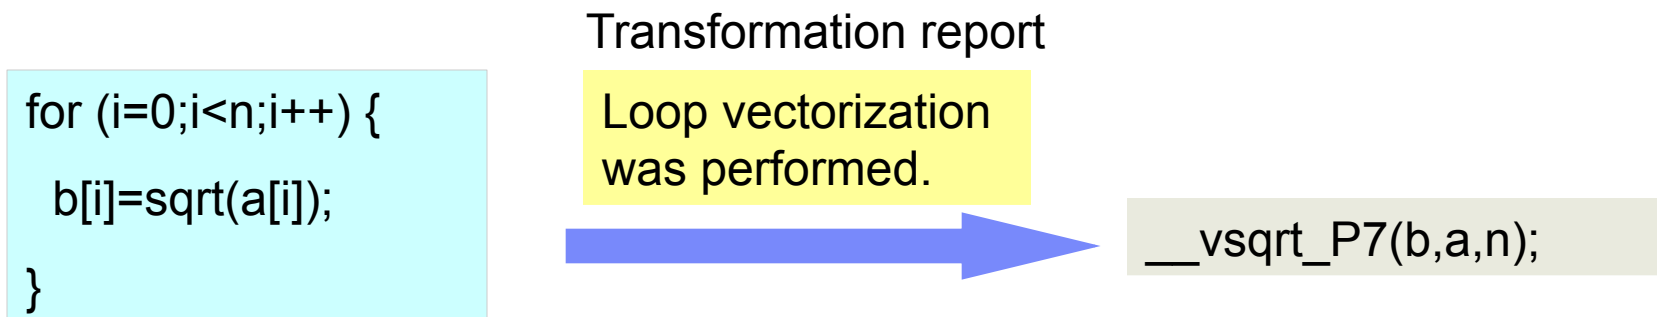 Transformation report
for (i=0;i<n;i++) {
b[i]=sqrt(a[i]);
}
Loop vectorization
was performed.
__vsqrt_P7(b,a,n);